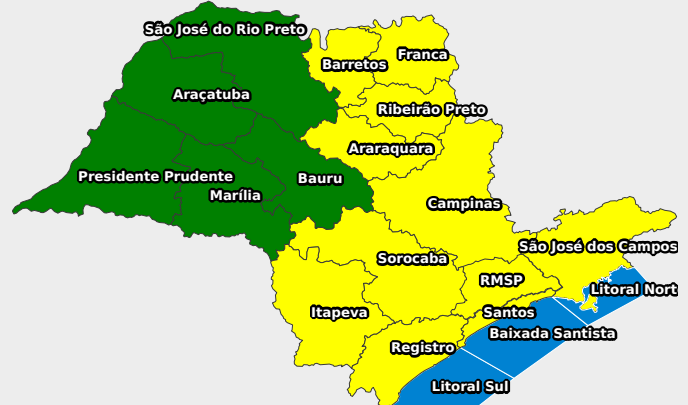 São José do Rio Preto
Franca
Barretos
Araçatuba
Ribeirão Preto
Araraquara
Presidente Prudente
Bauru
Marília
Campinas
São José dos Campos
Sorocaba
RMSP
Litoral Nort
Itapeva
Santos
Baixada Santista
Registro
Litoral Sul